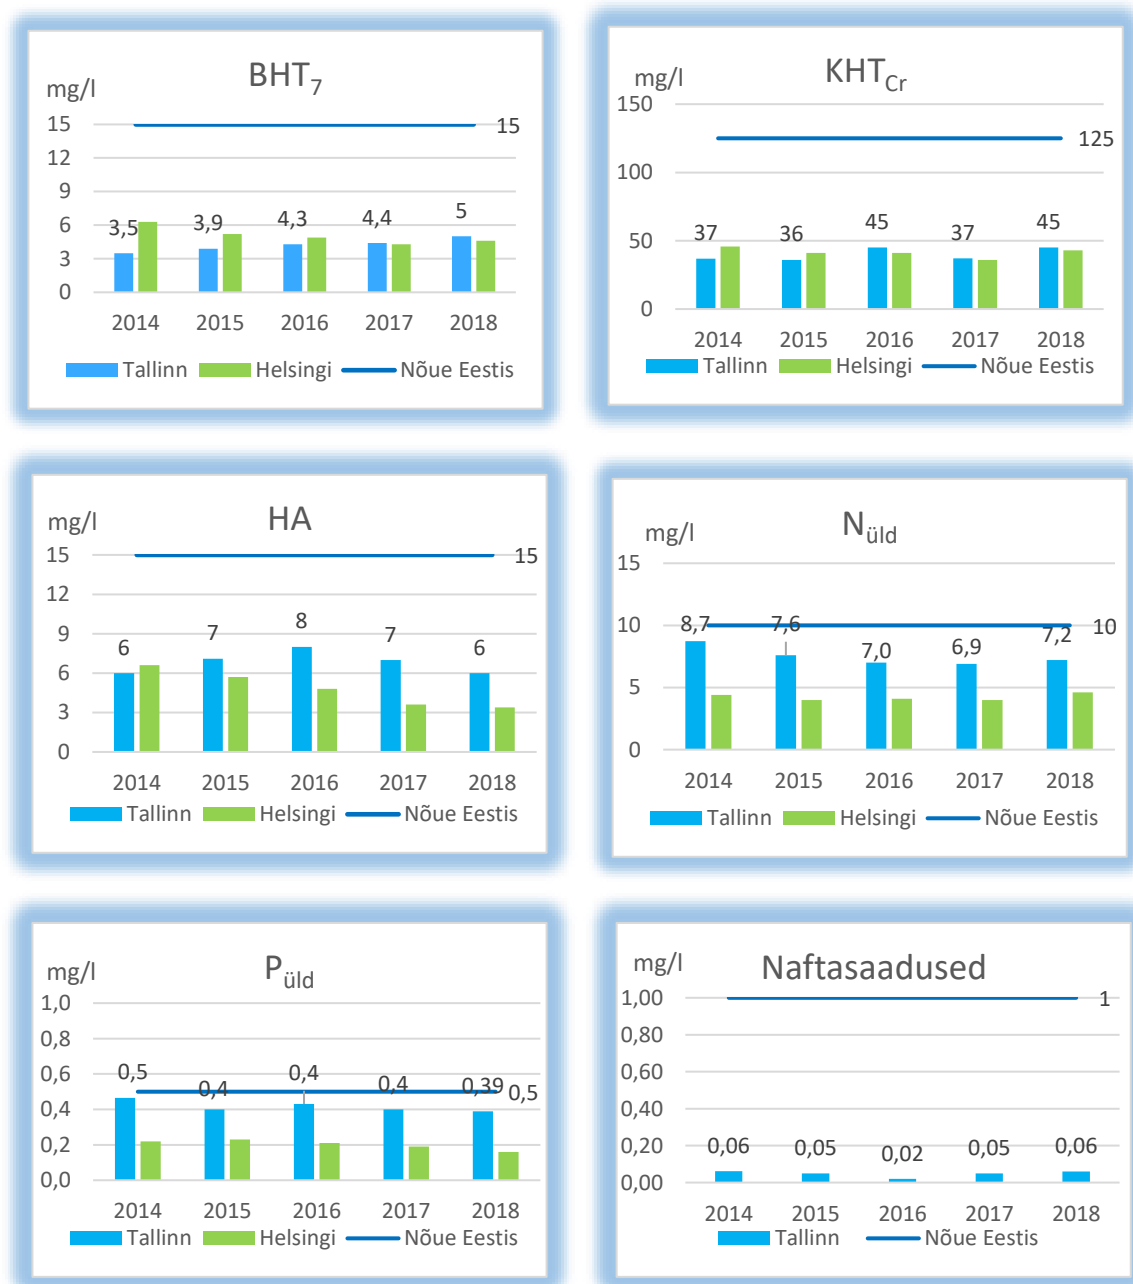 BHT7
mg/l
15
12
9
6
3
0
15
3,5
3,9
4,3
4,4
5
2014 2015 2016 2017 2018
Tallinn Helsingi Nõue Eestis
KHTCr
mg/l
150
100
50
0
125
37
36
45
37
45
2014 2015 2016 2017 2018
Tallinn Helsingi Nõue Eestis
HA
mg/l
15
12
9
6
3
0
15
6
7
8
7
6
2014 2015 2016 2017 2018
Tallinn Helsingi Nõue Eestis
Nüld
mg/l
15
10
5
0
10
8,7
7,6
7,0
6,9
7,2
2014 2015 2016 2017 2018
Tallinn Helsingi Nõue Eestis
Püld
mg/l
1,0
0,8
0,6
0,4
0,2
0,0
0,5
0,4
0,4
0,4
0,39
0,5
2014 2015 2016 2017 2018
Tallinn Helsingi Nõue Eestis
Naftasaadused
mg/l
1,00
0,80
0,60
0,40
0,20
0,00
1
0,06
0,05
0,02
0,05
0,06
2014 2015 2016 2017 2018
Tallinn Nõue Eestis